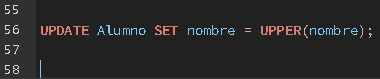 55
56 UPDATE Alumno SET nombre = UPPER(nombre);
57
58